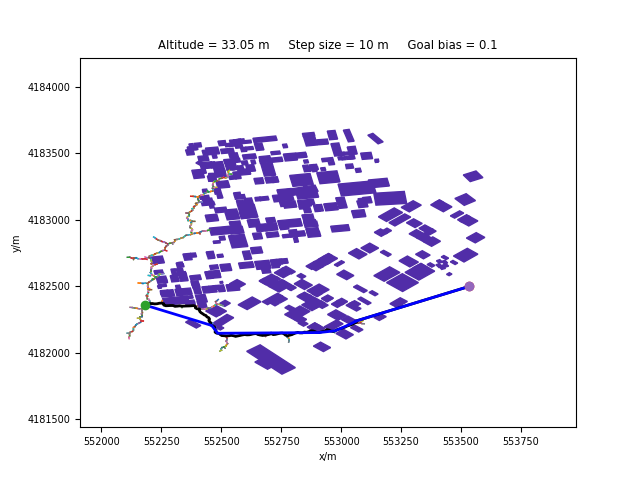 Altitude = 33.05 m Step size = 10 m Goal bias = 0.1
4184000
4183500
4183000
4182500
4182000
4181500
y/m
552000 552250 552500 552750 553000 553250 553500 553750
x/m